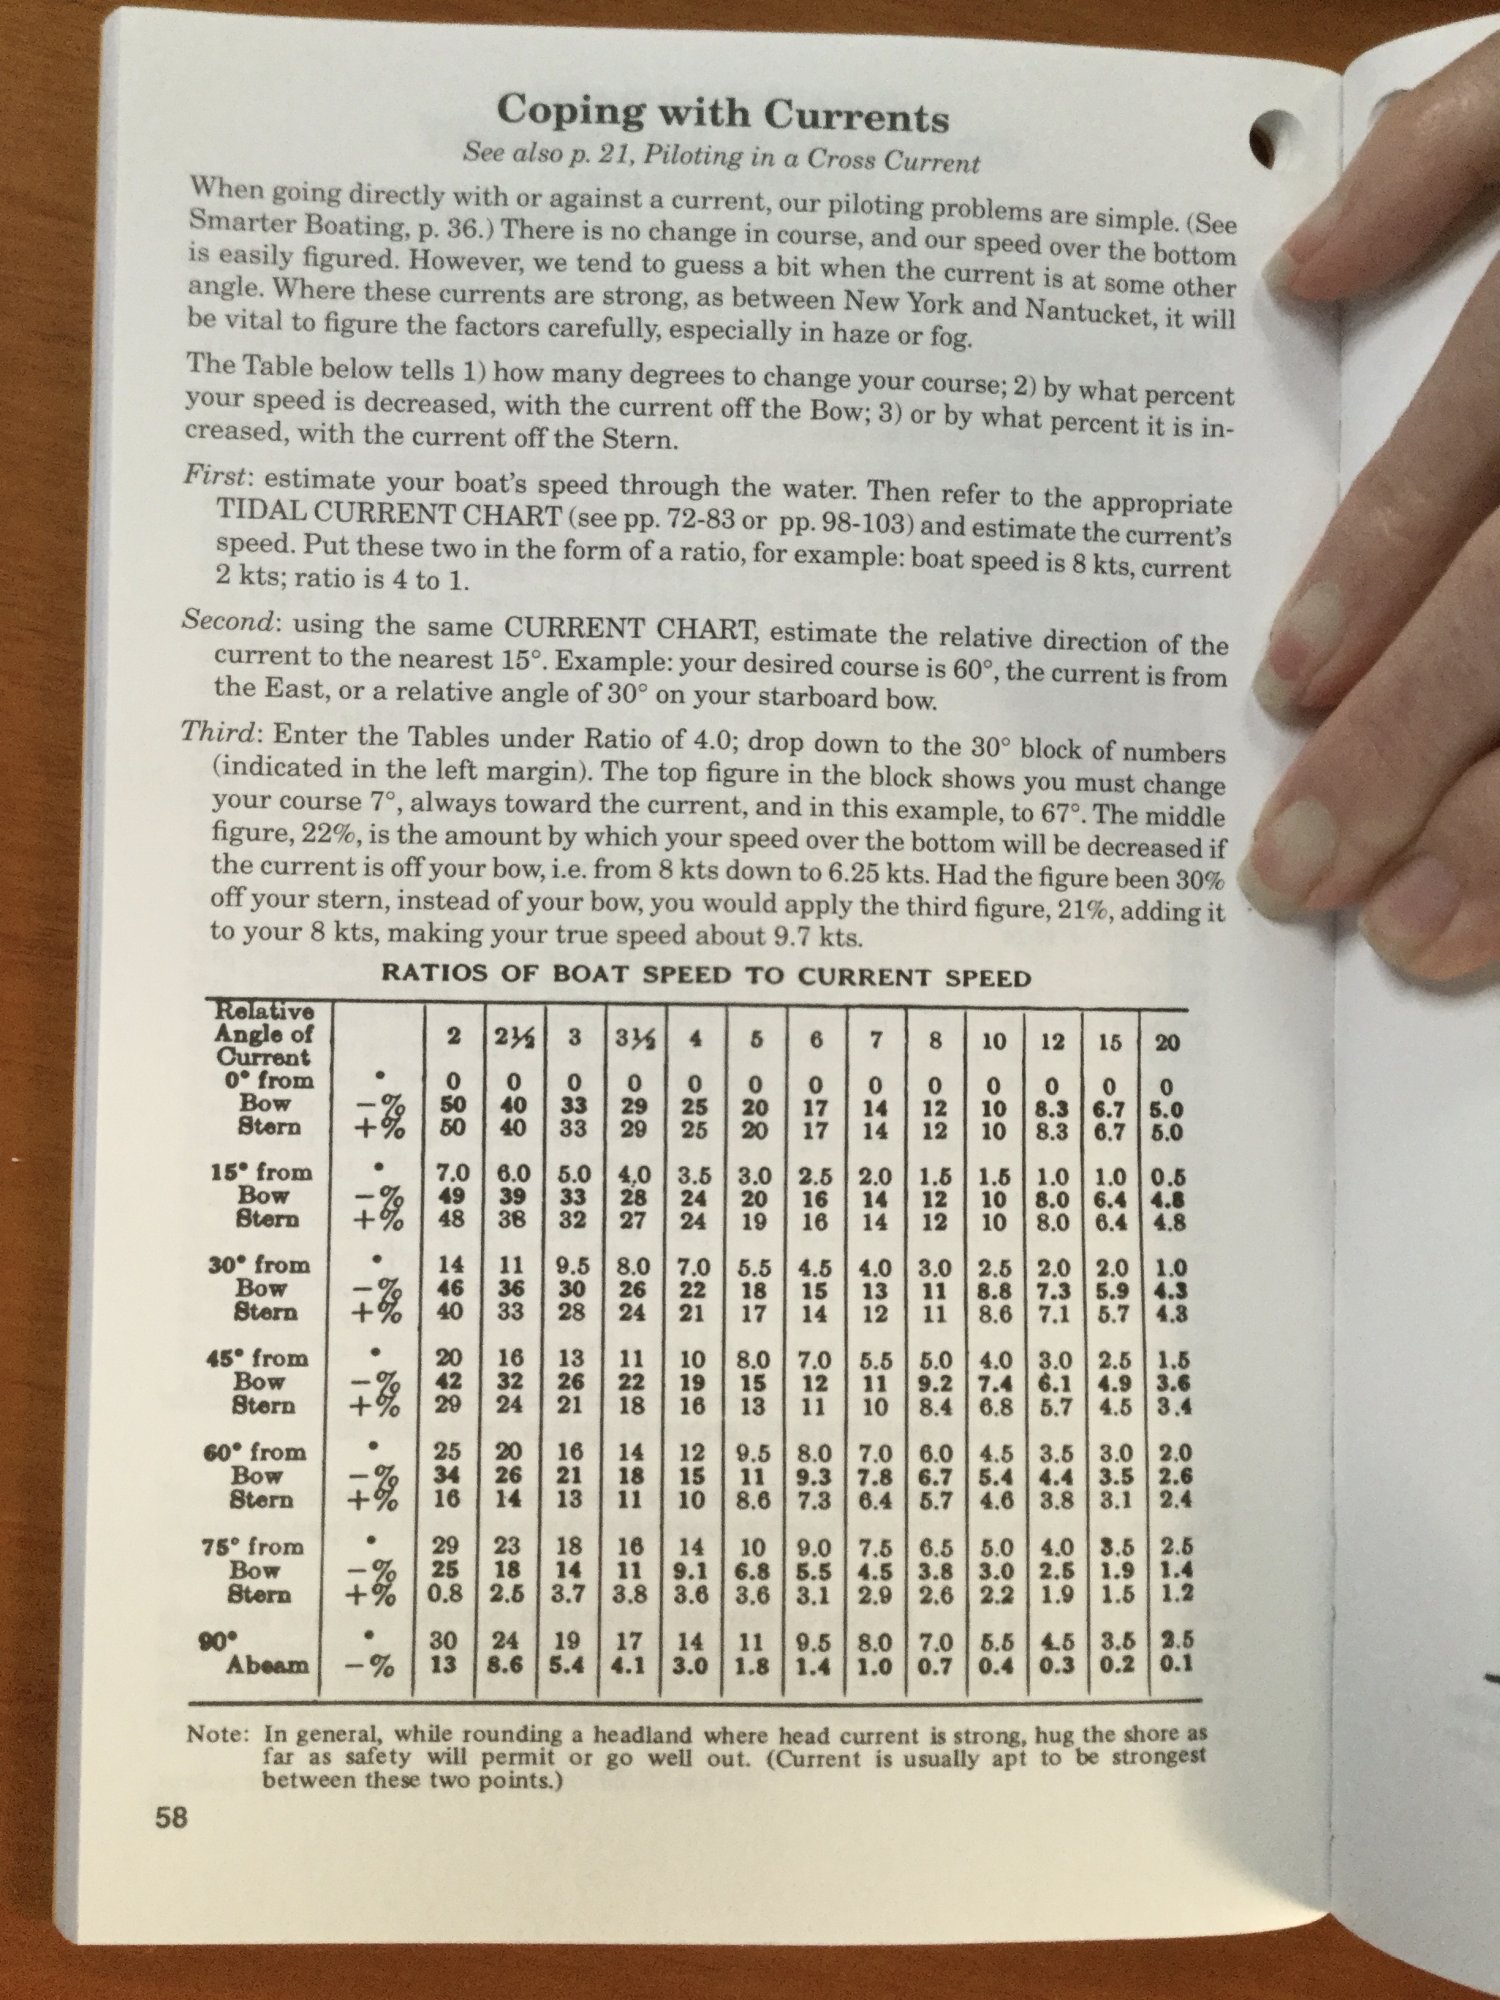 Coping with Currents
See also p. 21, Piloting in a Cross Current
When going directly with or against a current, our piloting problems are simple. (See
Smarter Boating, p. 36.) There is no change in course, and our speed over the bottom
is easily figured. However, we tend to guess a bit when the current is at some other
angle. Where these currents are strong, as between New York and Nantucket, it will
be vital to figure the factors carefully, especially in haze or fog.
The Table below tells 1) how many degrees to change your course; 2) by what percent
your speed is decreased, with the current off the Bow; 3) or by what percent it is in-
creased, with the current off the Stern.
First: estimate your boat's speed through the water. Then refer to the appropriate
TIDAL CURRENT CHART (see pp. 72-83 or pp. 98-103) and estimate the current's
speed. Put these two in the form of a ratio, for example: boat speed is 8 kts, current
2 kts; ratio is 4 to 1.
Second: using the same CURRENT CHART, estimate the relative direction of the
current to the nearest 15°. Example: your desired course is 60°, the current is from
the East, or a relative angle of 30° on your starboard bow.
Third: Enter the Tables under Ratio of 4.0; drop down to the 30° block of numbers
(indicated in the left margin). The top figure in the block shows you must change
your course 7°, always toward the current, and in this example, to 67°. The middle
figure, 22%, is the amount by which your speed over the bottom will be decreased if
the current is off your bow, i.e. from 8 kts down to 6.25 kts. Had the figure been 30%
off your stern, instead of your bow, you would apply the third figure, 21%, adding it
to your 8 kts, making your true speed about 9.7 kts.
RATIOS OF BOAT SPEED TO CURRENT SPEED
Relative
Angle of 2 2½ 3 3½ 4 5 6 7 8 10 12 15 20
Current
0° from ° 0 0 0 0 0 0 0 0 0 0 0 0 0
Bow -% 50 40 33 29 25 20 17 14 12 10 8.3 6.7 5.0
Stern +% 50 40 33 29 25 20 17 14 12 10 8.3 6.7 5.0
15° from ° 7.0 6.0 5.0 4.0 3.5 3.0 2.5 2.0 1.5 1.5 1.0 1.0 0.5
Bow -% 49 39 33 28 24 20 16 14 12 10 8.0 6.4 4.8
Stern +% 48 38 32 27 24 19 16 14 12 10 8.0 6.4 4.8
30° from ° 14 11 9.5 8.0 7.0 5.5 4.5 4.0 3.0 2.5 2.0 2.0 1.0
Bow -% 46 36 30 26 22 18 15 13 11 8.8 7.3 5.9 4.3
Stern +% 40 33 28 24 21 17 14 12 11 8.6 7.1 5.7 4.3
45° from ° 20 16 13 11 10 8.0 7.0 5.5 5.0 4.0 3.0 2.5 1.5
Bow -% 42 32 26 22 19 15 12 11 9.2 7.4 6.1 4.9 3.6
Stern +% 29 24 21 18 16 13 11 10 8.4 6.8 5.7 4.5 3.4
60° from ° 25 20 16 14 12 9.5 8.0 7.0 6.0 4.5 3.5 3.0 2.0
Bow -% 34 26 21 18 15 11 9.3 7.8 6.7 5.4 4.4 3.5 2.6
Stern +% 16 14 13 11 10 8.6 7.3 6.4 5.7 4.6 3.8 3.1 2.4
75° from ° 29 23 18 16 14 10 9.0 7.5 6.5 5.0 4.0 3.5 2.5
Bow -% 25 18 14 11 9.1 6.8 5.5 4.5 3.8 3.0 2.5 1.9 1.4
Stern +% 0.8 2.5 3.7 3.8 3.6 3.6 3.1 2.9 2.6 2.2 1.9 1.5 1.2
90° ° 30 24 19 17 14 11 9.5 8.0 7.0 5.5 4.5 3.5 2.5
Abeam -% 13 8.6 5.4 4.1 3.0 1.8 1.4 1.0 0.7 0.4 0.3 0.2 0.1
Note: In general, while rounding a headland where head current is strong, hug the shore as
far as safety will permit or go well out. (Current is usually apt to be strongest
between these two points.)
58